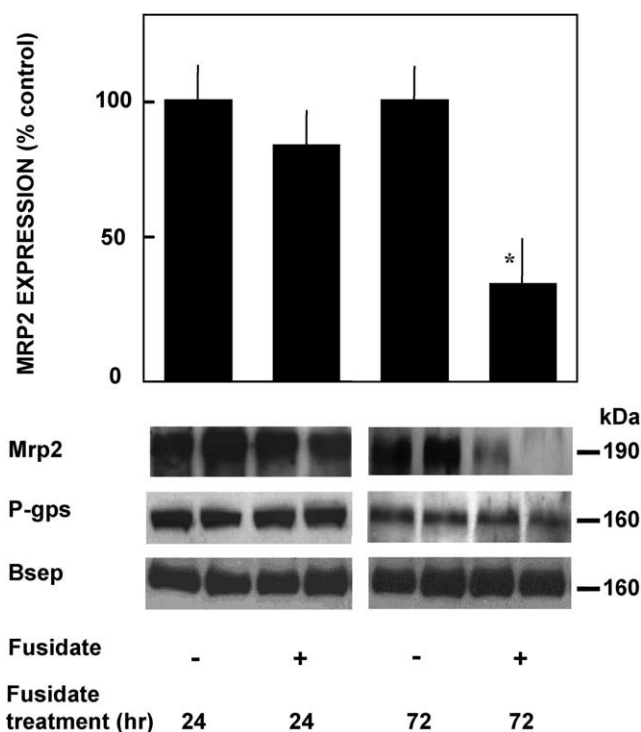 MRP2 EXPRESSION (% control)
100
50
0
*
kDa
Mrp2
190
P-gps
160
Bsep
160
Fusidate
- + - +
Fusidate
treatment (hr) 24 24 72 72